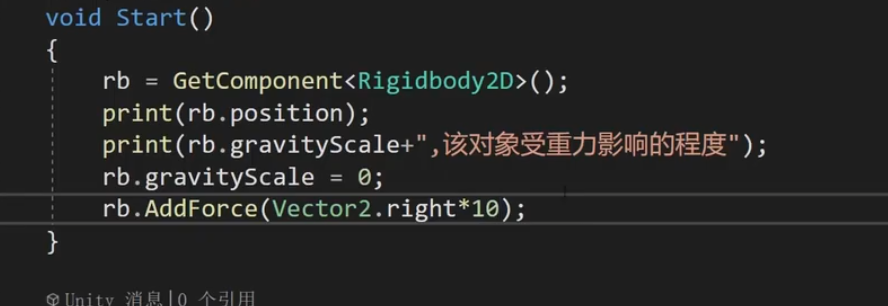 void Start()
{
rb = GetComponent<Rigidbody2D>();
print(rb.position);
print(rb.gravityScale+",该对象受重力影响的程度");
rb.gravityScale = 0;
rb.AddForce(Vector2.right*10);
}
Unity 消息|0 个引用